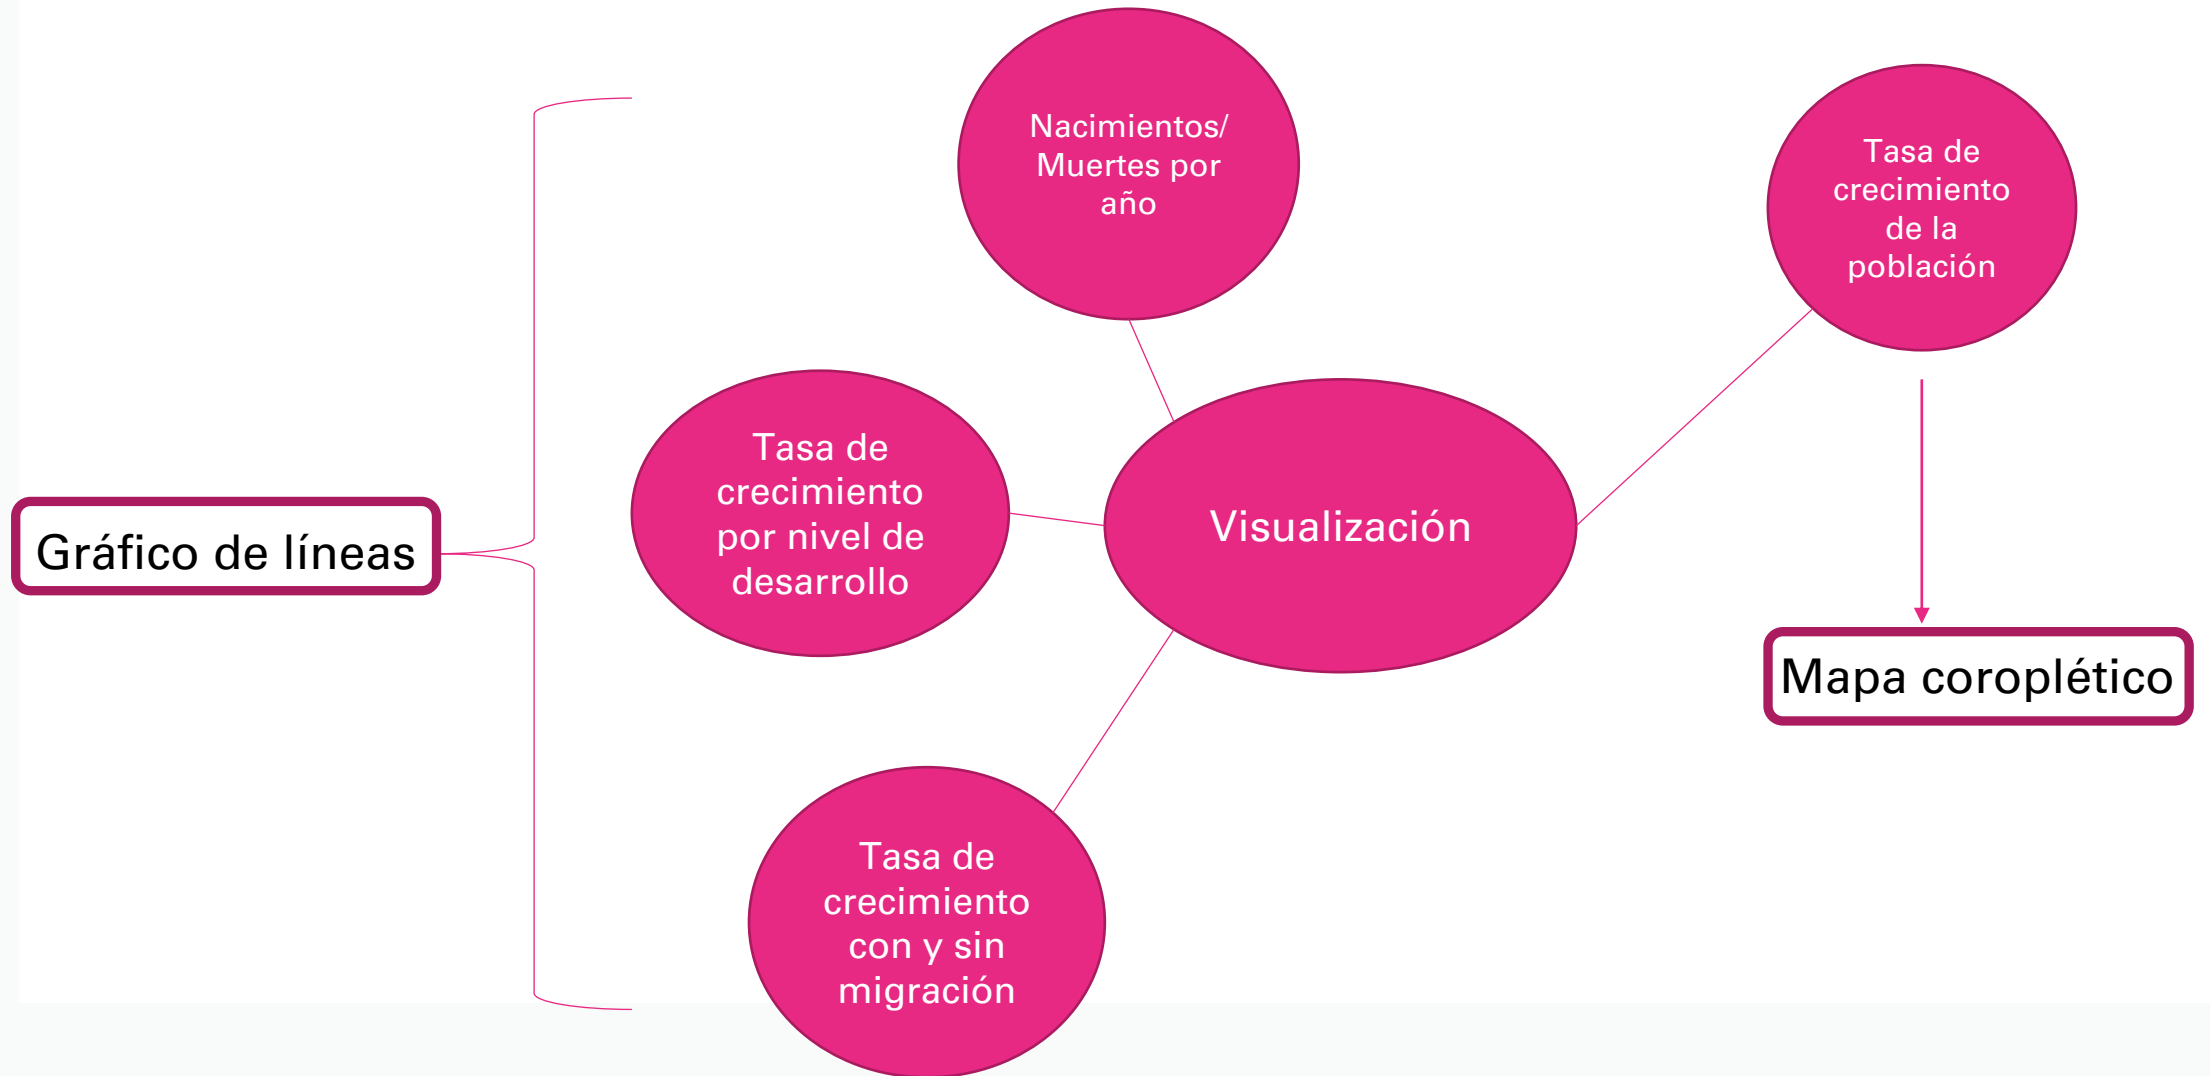 Nacimientos/
Muertes por
año
Tasa de
crecimiento
de la
población
Tasa de
crecimiento
por nivel de
desarrollo
Visualización
Gráfico de líneas
Mapa coroplético
Tasa de
crecimiento
con y sin
migración